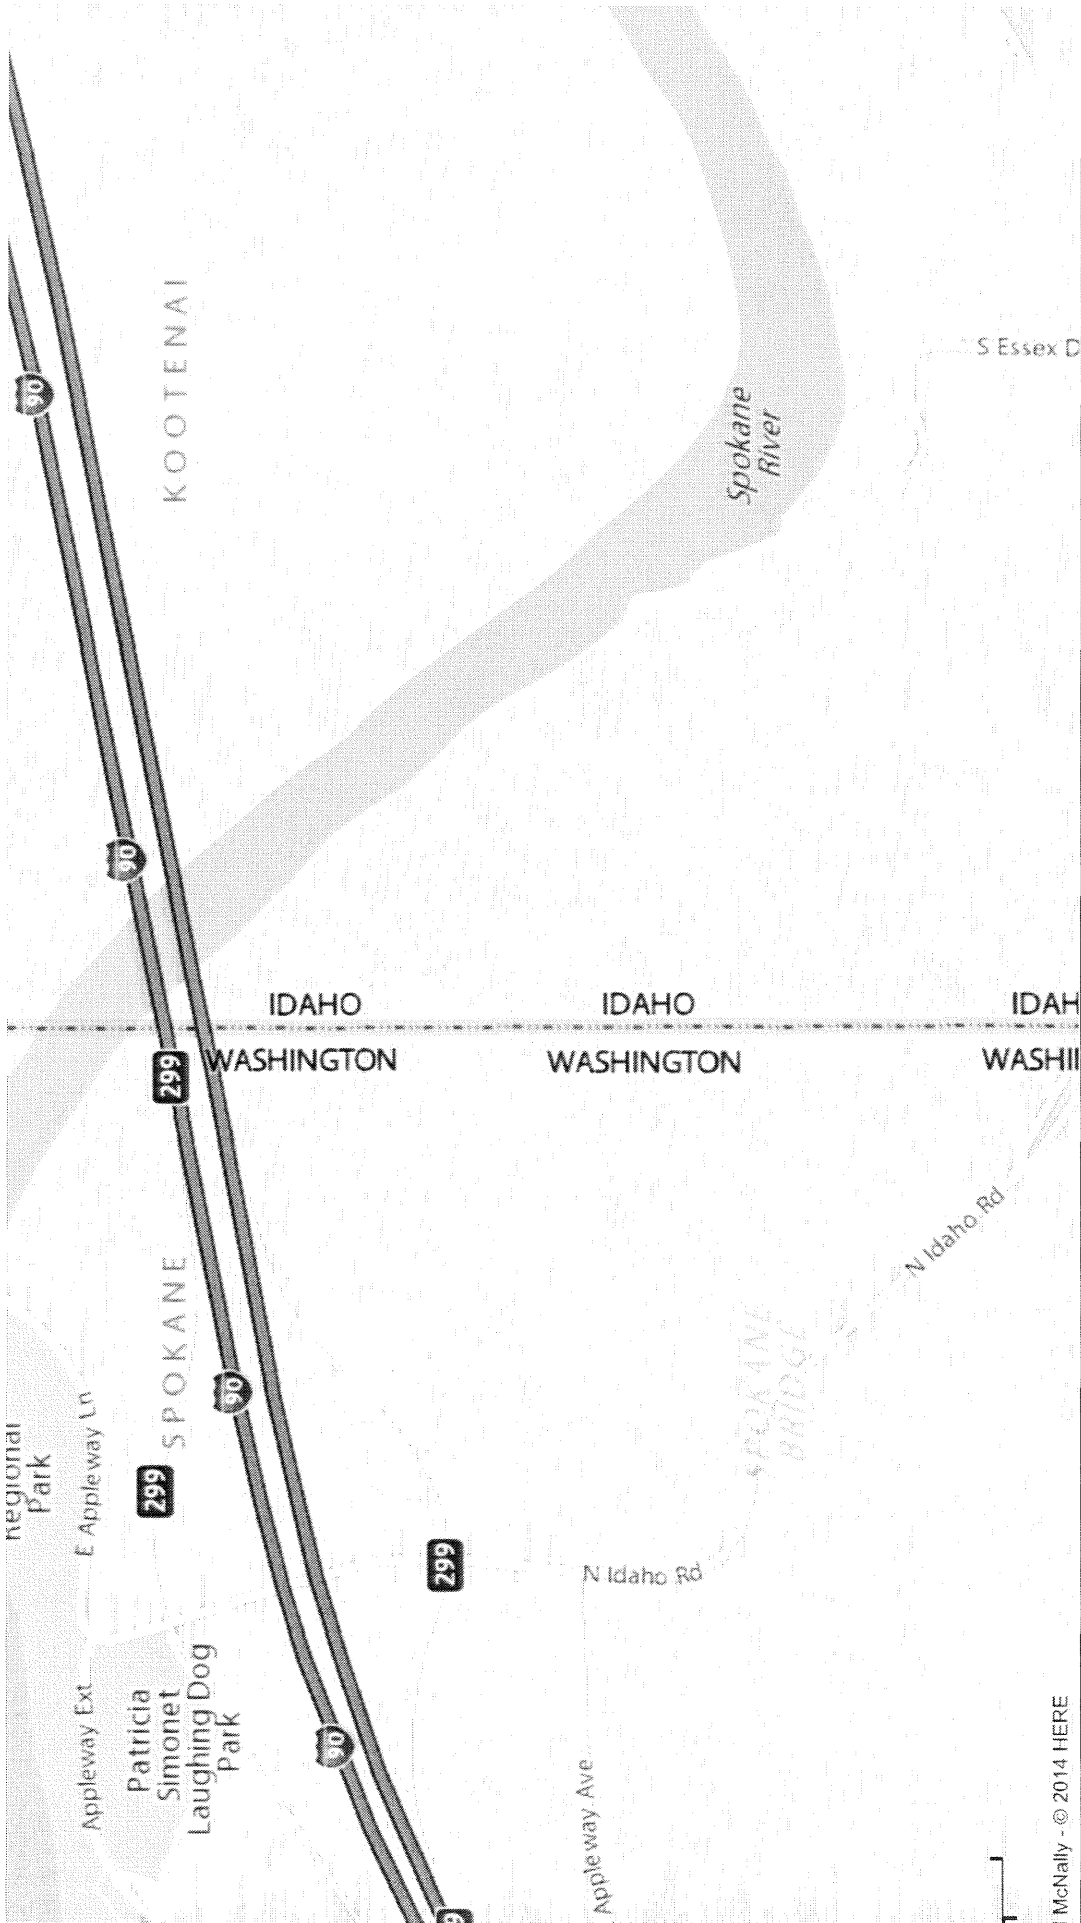 KOOTENAI
90
S Essex D
Spokane
River
90
IDAHO
IDAHO
IDAH
WASHINGTON
WASHINGTON
WASHII
299
N Idaho Rd
SPOKANE
90
SPOKANE
BRIDGE
Regional
Park
E Appleway Ln
299
299
N Idaho Rd
Appleway Ext
Patricia
Simonet
Laughing Dog
Park
90
Appleway Ave
9
McNally - © 2014 HERE